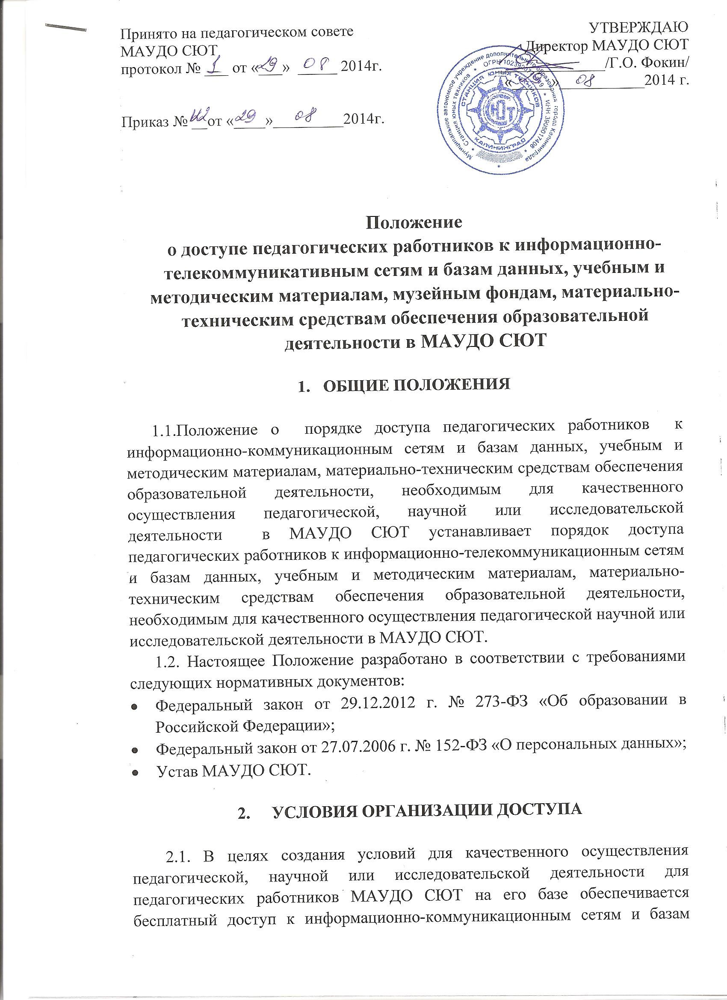 Принято на педагогическом совете
МАУДО СЮТ
протокол № 1 от «29» 08 2014г.
Приказ № от «29» 08 2014г.
УТВЕРЖДАЮ
Директор МАУДО СЮТ
/Г.О. Фокин/
« » 08 2014 г.
Муниципальное автономное учреждение дополнительного образования города Калининграда
Станция юных техников * ОГРН * ИНН 3905017408 *
СТАНЦИЯ ЮНЫХ ТЕХНИКОВ
СЮТ
КАЛИНИНГРАД
Положение
о доступе педагогических работников к информационно-
телекоммуникативным сетям и базам данных, учебным и
методическим материалам, музейным фондам, материально-
техническим средствам обеспечения образовательной
деятельности в МАУДО СЮТ
1. ОБЩИЕ ПОЛОЖЕНИЯ
1.1.Положение о порядке доступа педагогических работников к
информационно-коммуникационным сетям и базам данных, учебным и
методическим материалам, материально-техническим средствам обеспечения
образовательной деятельности, необходимым для качественного
осуществления педагогической, научной или исследовательской
деятельности в МАУДО СЮТ устанавливает порядок доступа
педагогических работников к информационно-телекоммуникационным сетям
и базам данных, учебным и методическим материалам, материально-
техническим средствам обеспечения образовательной деятельности,
необходимым для качественного осуществления педагогической научной или
исследовательской деятельности в МАУДО СЮТ.
1.2. Настоящее Положение разработано в соответствии с требованиями
следующих нормативных документов:
• Федеральный закон от 29.12.2012 г. № 273-ФЗ «Об образовании в
Российской Федерации»;
• Федеральный закон от 27.07.2006 г. № 152-ФЗ «О персональных данных»;
• Устав МАУДО СЮТ.
2. УСЛОВИЯ ОРГАНИЗАЦИИ ДОСТУПА
2.1. В целях создания условий для качественного осуществления
педагогической, научной или исследовательской деятельности для
педагогических работников МАУДО СЮТ на его базе обеспечивается
бесплатный доступ к информационно-коммуникационным сетям и базам